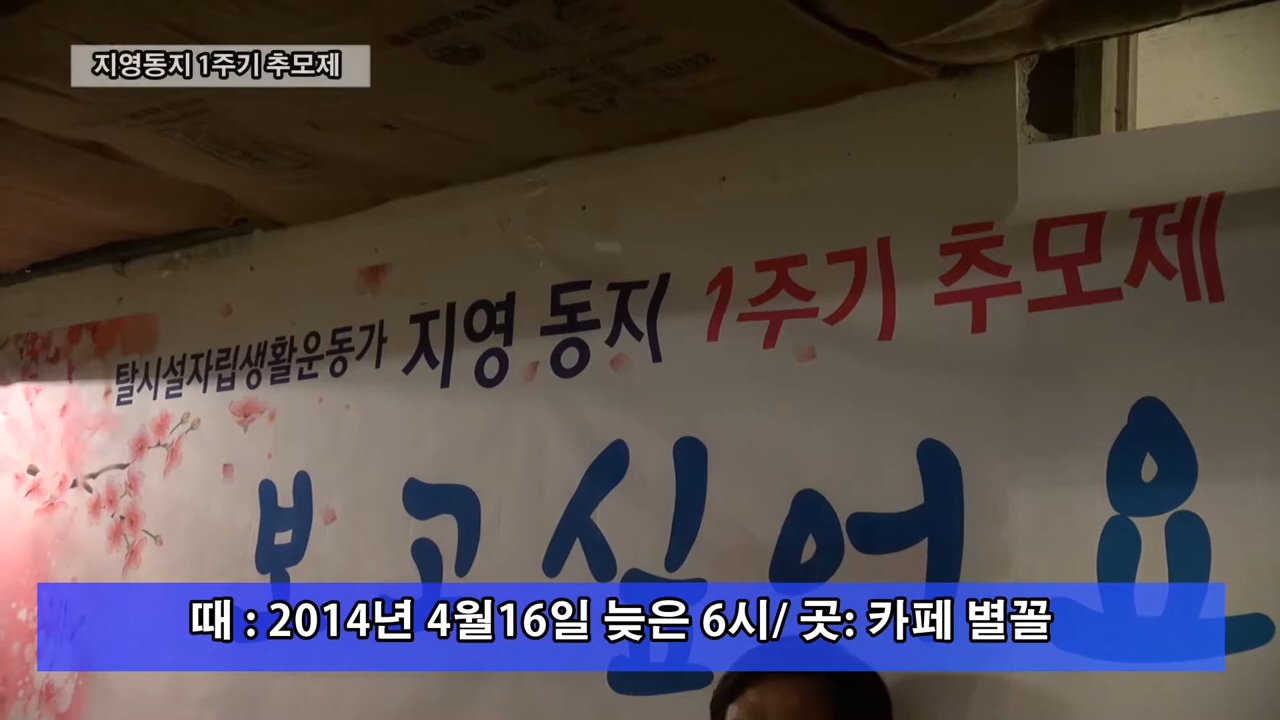 지영동지 1주기 추모제
탈시설자립생활운동가 지영 동지 1주기 추모제
보고싶어요
때 : 2014년 4월16일 늦은 6시/ 곳: 카페 별꼴